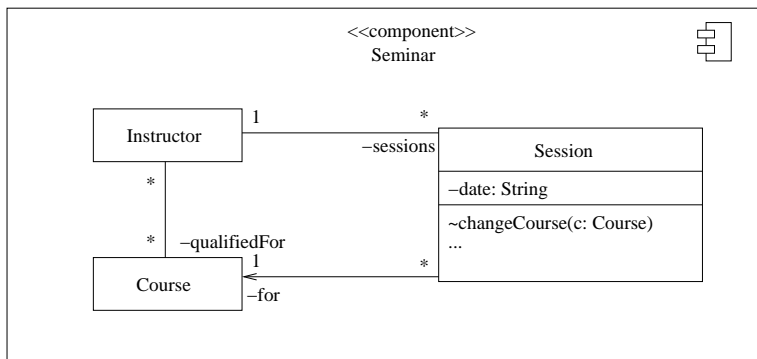 <<component>>
Seminar
Instructor
1
*
−sessions
Session
−date: String
~changeCourse(c: Course)
...
*
*
−qualifiedFor
Course
1
−for
*